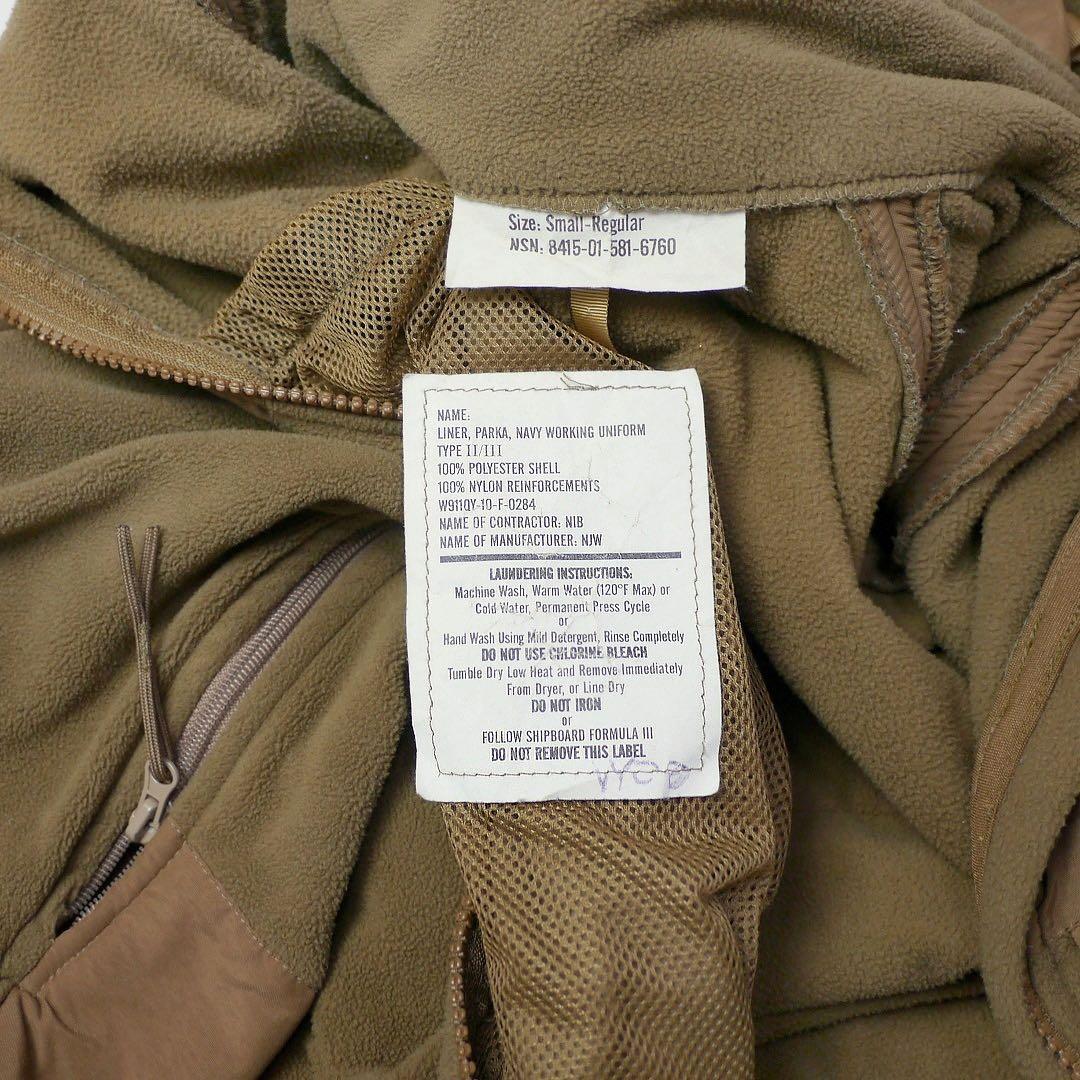 Size: Small-Regular
NSN: 8415-01-581-6760
NAME:
LINER, PARKA, NAVY WORKING UNIFORM
TYPE II/III
100% POLYESTER SHELL
100% NYLON REINFORCEMENTS
W911QY-10-F-0284
NAME OF CONTRACTOR: NIB
NAME OF MANUFACTURER: NJW
LAUNDERING INSTRUCTIONS:
Machine Wash, Warm Water (120°F Max) or
Cold Water, Permanent Press Cycle
or
Hand Wash Using Mild Detergent, Rinse Completely
DO NOT USE CHLORINE BLEACH
Tumble Dry Low Heat and Remove Immediately
From Dryer, or Line Dry
DO NOT IRON
or
FOLLOW SHIPBOARD FORMULA III
DO NOT REMOVE THIS LABEL